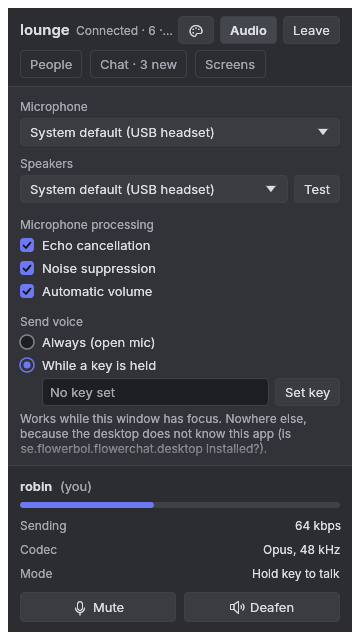 lounge Connected · 6 ·... Audio Leave
People Chat · 3 new Screens
Microphone
System default (USB headset)
Speakers
System default (USB headset) Test
Microphone processing
Echo cancellation
Noise suppression
Automatic volume
Send voice
Always (open mic)
While a key is held
No key set Set key
Works while this window has focus. Nowhere else,
because the desktop does not know this app (is
se.flowerboi.flowerchat.desktop installed?).
robin (you)
Sending 64 kbps
Codec Opus, 48 kHz
Mode Hold key to talk
Mute Deafen